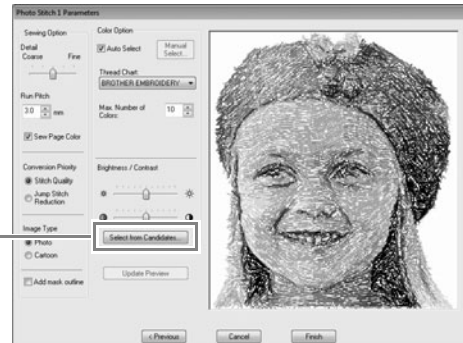 Photo Stitch 1 Parameters
Sewing Option
Detail
Coarse Fine
Run Pitch
3.0 mm
Sew Page Color
Conversion Priority
Stitch Quality
Jump Stitch
Reduction
Image Type
Photo
Cartoon
Add mask outline
Color Option
Auto Select
Manual
Select...
Thread Chart:
BROTHER EMBROIDERY
Max. Number of
Colors:
10
Brightness / Contrast
Select from Candidates...
Update Preview
< Previous
Cancel
Finish